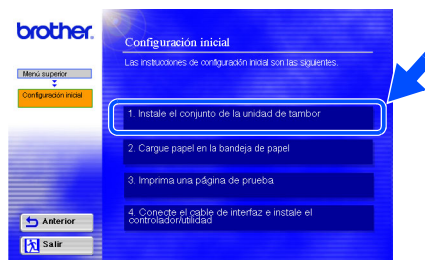 brother.
Configuración inicial
Las instrucciones de configuración inicial son las siguientes.
Menú superior
Configuración inicial
1. Instale el conjunto de la unidad de tambor
2. Cargue papel en la bandeja de papel
3. Imprima una página de prueba
4. Conecte el cable de interfaz e instale el
controlador/utilidad
Anterior
Salir